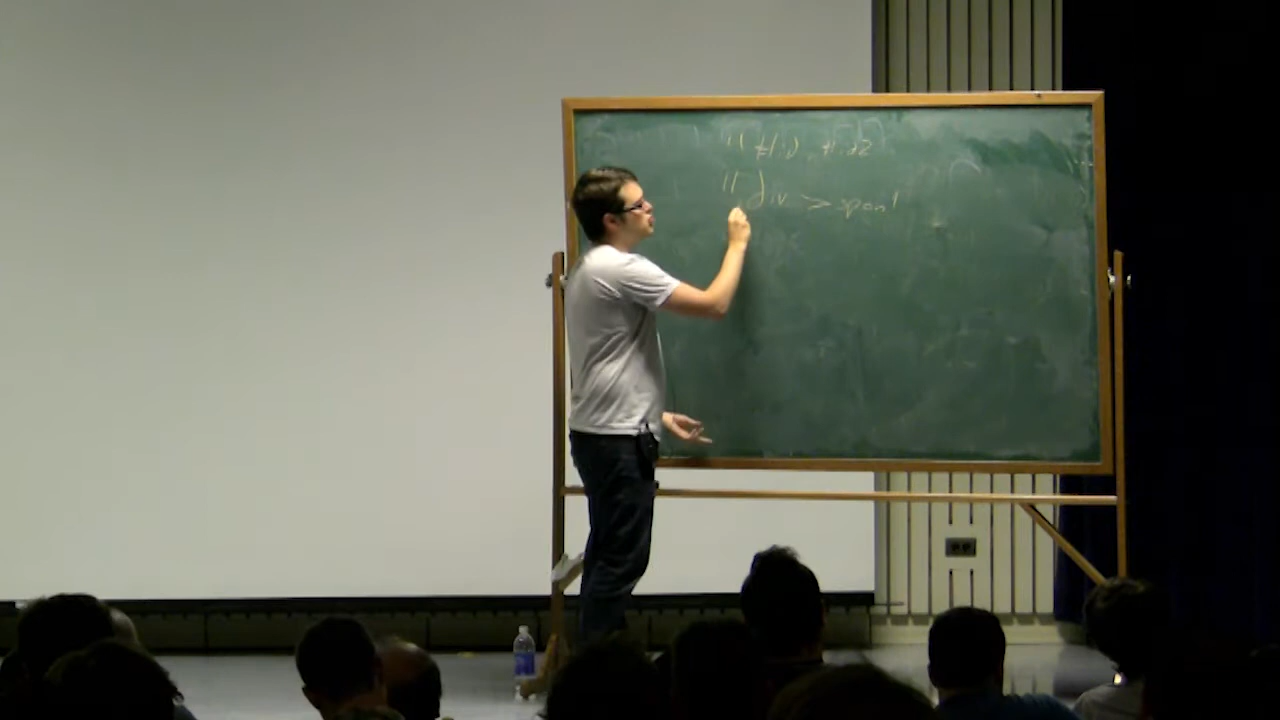 "#id, #id2
"div > span"